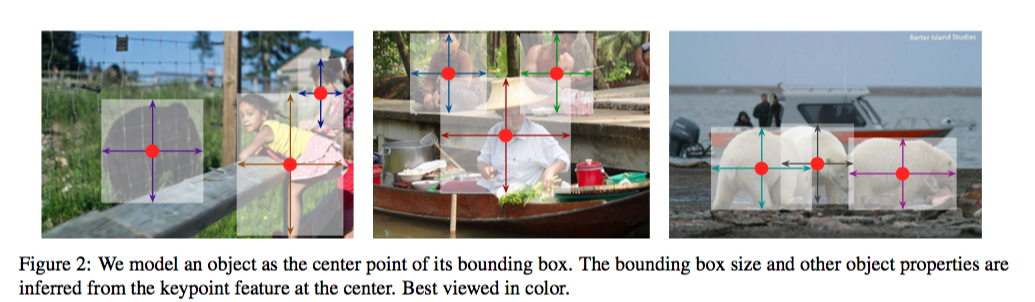 Barter Island Studies
Figure 2: We model an object as the center point of its bounding box. The bounding box size and other object properties are
inferred from the keypoint feature at the center. Best viewed in color.